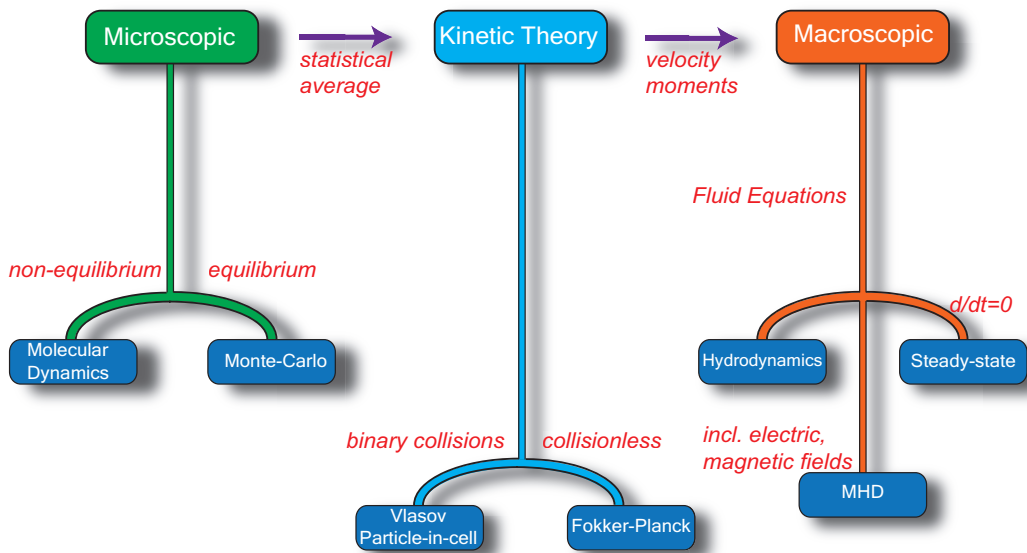 Microscopic
statistical
average
Kinetic Theory
velocity
moments
Macroscopic
Fluid Equations
non-equilibrium
equilibrium
d/dt=0
Molecular
Dynamics
Monte-Carlo
Hydrodynamics
Steady-state
binary collisions
collisionless
incl. electric,
magnetic fields
MHD
Vlasov
Particle-in-cell
Fokker-Planck